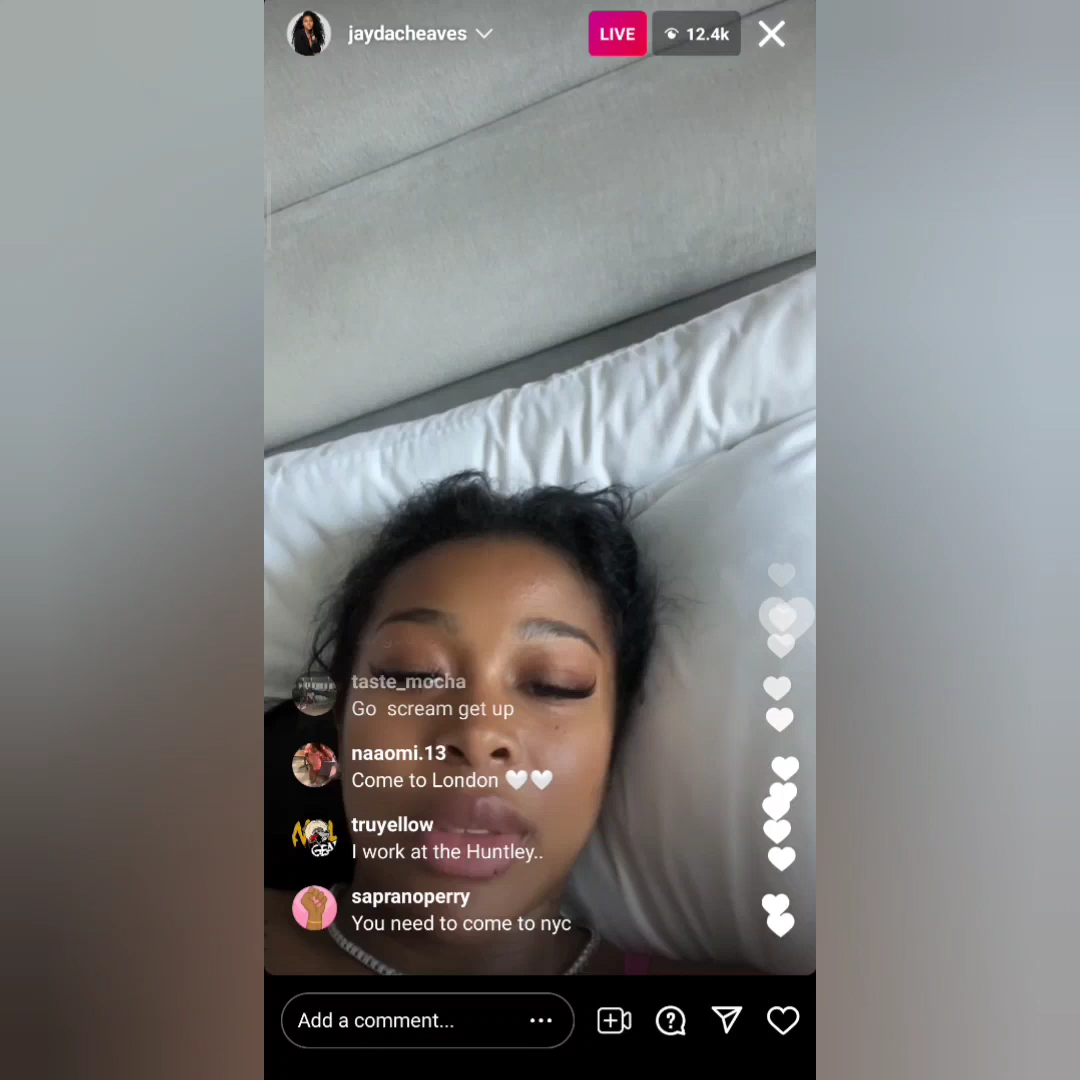 jaydacheaves
LIVE
12.4k
taste_mocha
Go scream get up
naaomi.13
Come to London 🤍🤍
truyellow
I work at the Huntley..
sapranoperry
You need to come to nyc
Add a comment...